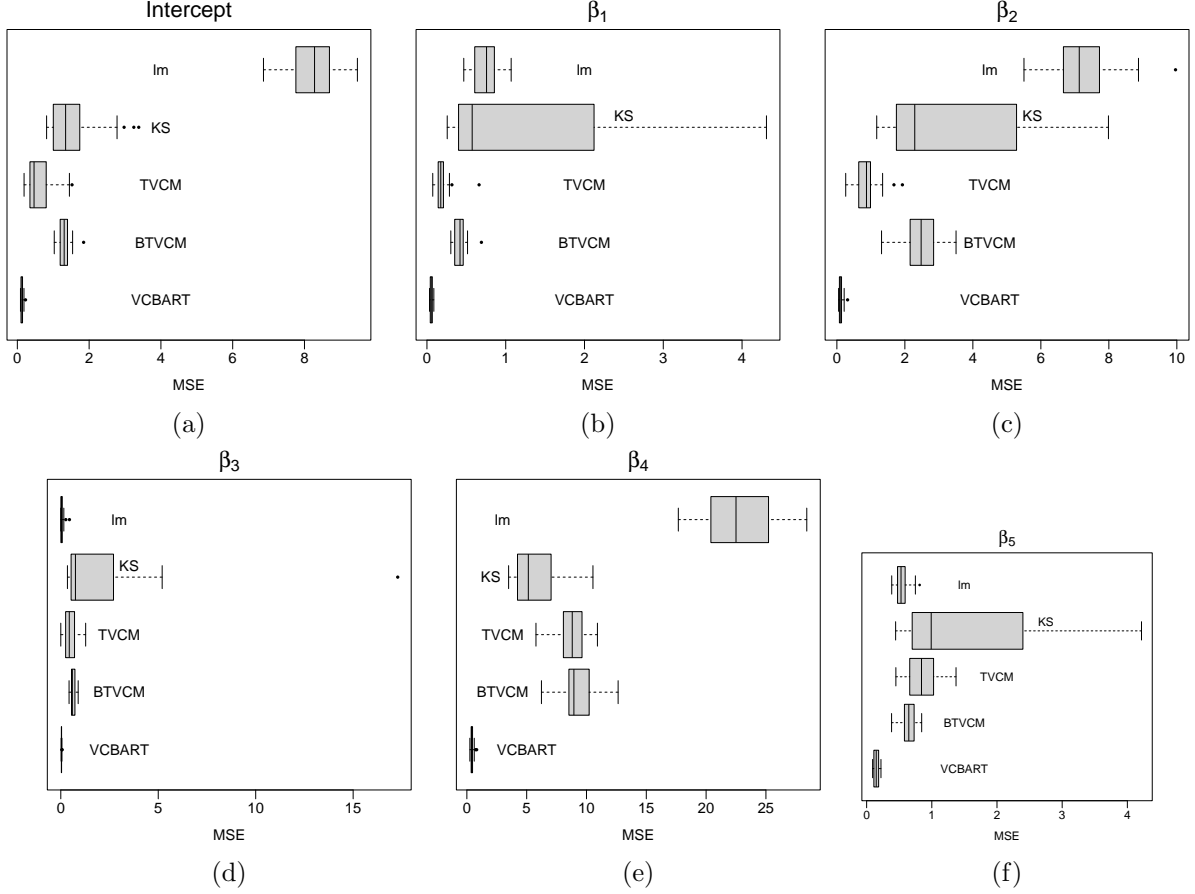 Intercept
lm
KS
TVCM
BTVCM
VCBART
0 2 4 6 8
MSE
(a)
β1
lm
KS
TVCM
BTVCM
VCBART
0 1 2 3 4
MSE
(b)
β2
lm
KS
TVCM
BTVCM
VCBART
0 2 4 6 8 10
MSE
(c)
β3
lm
KS
TVCM
BTVCM
VCBART
0 5 10 15
MSE
(d)
β4
lm
KS
TVCM
BTVCM
VCBART
0 5 10 15 20 25
MSE
(e)
β5
lm
KS
TVCM
BTVCM
VCBART
0 1 2 3 4
MSE
(f)